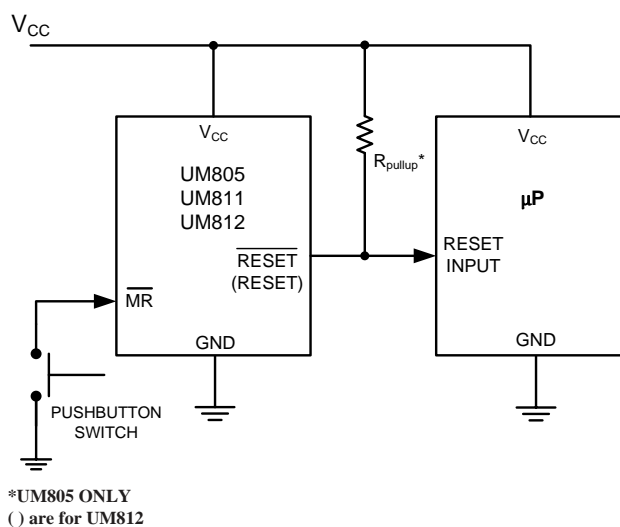 VCC
VCC
UM805
UM811
UM812
RESET
(RESET)
MR
GND
PUSHBUTTON
SWITCH
Rpullup*
VCC
μP
RESET
INPUT
GND
*UM805 ONLY
( ) are for UM812